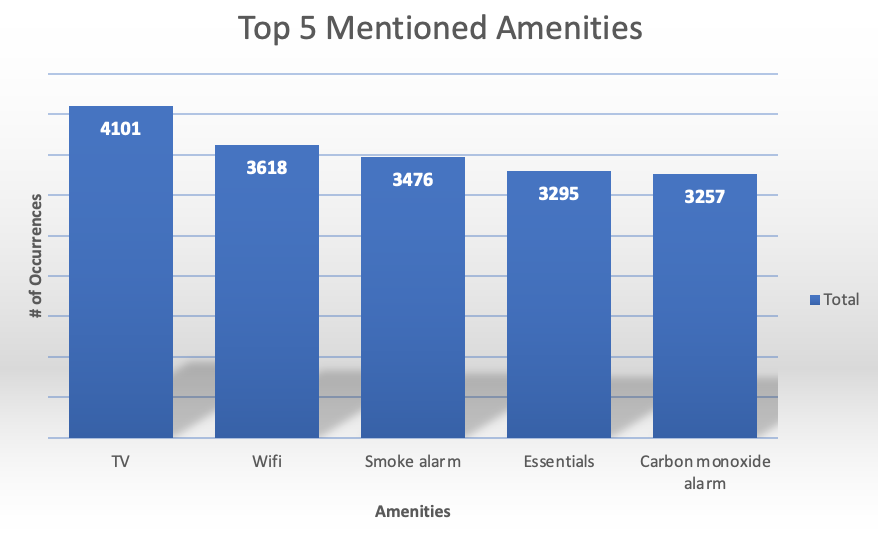 Top 5 Mentioned Amenities
# of Occurrences
4101
3618
3476
3295
3257
Total
TV
Wifi
Smoke alarm
Essentials
Carbon monoxide
alarm
Amenities